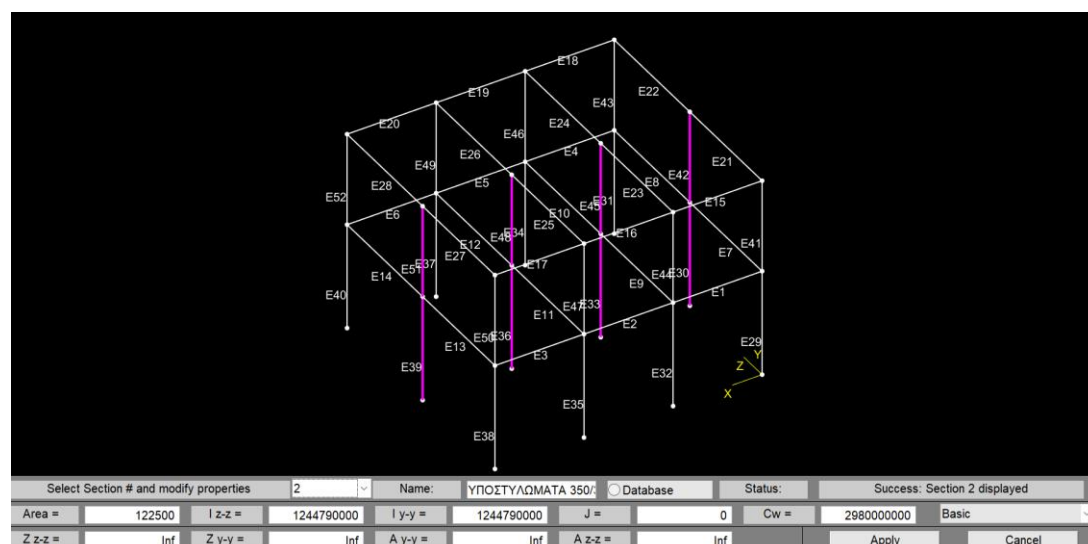 E18
E19
E43
E22
E20
E46
E24
E4
E49
E26
E42
E21
E52
E28
E5
E45
E31
E8
E23
E15
E6
E10
E48
E34
E25
E16
E41
E12
E7
E37
E27
E17
E44
E30
E14
E51
E9
E1
E40
E47
E33
E11
E2
E50
E36
E29
E13
E3
Z
Y
X
E39
E32
E35
E38
Select Section # and modify properties 2 Name: ΥΠΟΣΤΥΛΩΜΑΤΑ 350/ Database Status: Success: Section 2 displayed
Area = 122500 I z-z = 1244790000 I y-y = 1244790000 J = 0 Cw = 2980000000 Basic
Z z-z = Inf Z y-y = Inf A y-y = Inf A z-z = Inf Apply Cancel